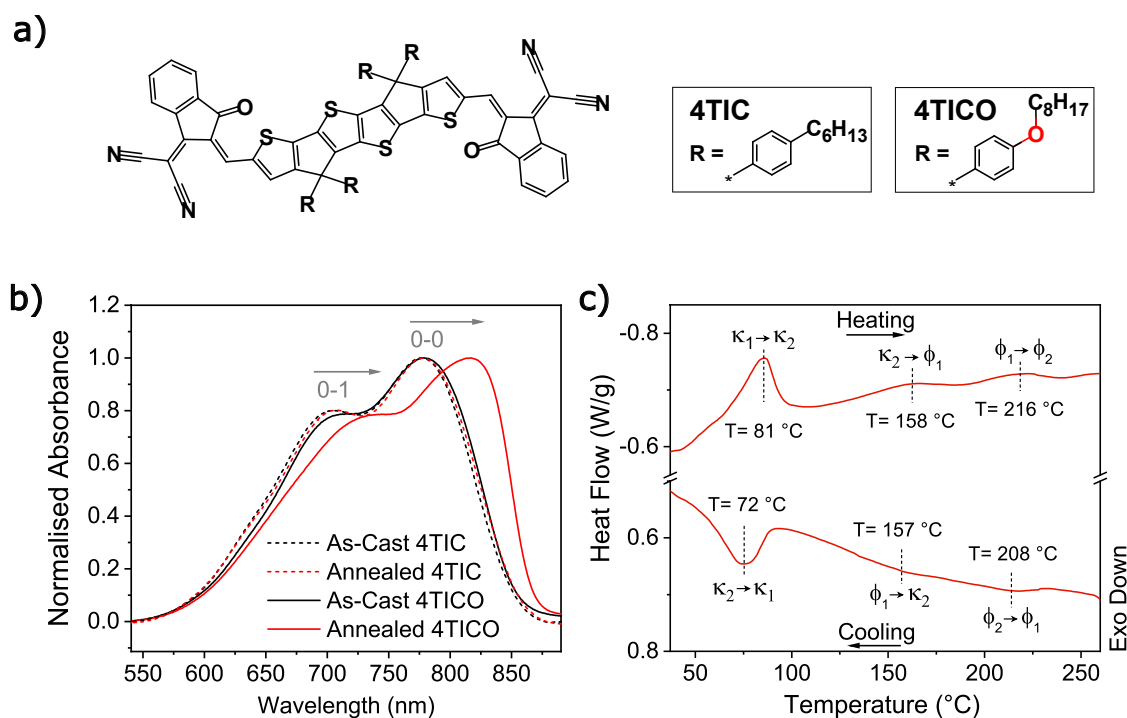 a)
N
N
R
R
S
S
S
S
O
O
R
R
N
N
4TIC
R =
C6H13
*
4TICO
R =
C8H17
O
*
b)
1.2
1.0
0.8
0.6
0.4
0.2
0.0
Normalised Absorbance
0-0
0-1
As-Cast 4TIC
Annealed 4TIC
As-Cast 4TICO
Annealed 4TICO
550 600 650 700 750 800 850
Wavelength (nm)
c)
-0.8
-0.6
0.6
0.8
Heat Flow (W/g)
Heating
κ1→κ2
κ2→ϕ1
ϕ1→ϕ2
T= 81 °C
T= 158 °C
T= 216 °C
T= 72 °C
T= 157 °C
T= 208 °C
κ2→κ1
ϕ1→κ2
ϕ2→ϕ1
Cooling
Exo Down
50 100 150 200 250
Temperature (°C)